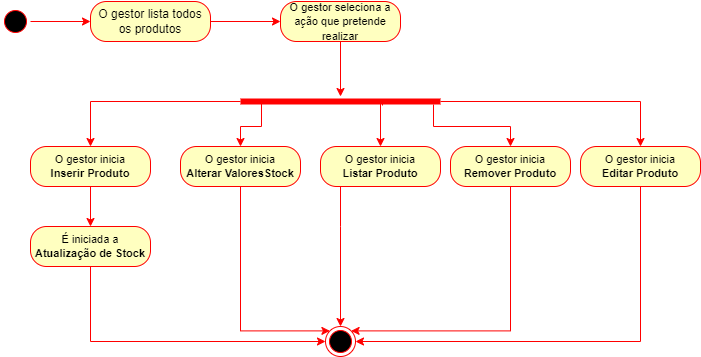 O gestor lista todos
os produtos
O gestor seleciona a
ação que pretende
realizar
O gestor inicia
Inserir Produto
O gestor inicia
Alterar ValoresStock
O gestor inicia
Listar Produto
O gestor inicia
Remover Produto
O gestor inicia
Editar Produto
É iniciada a
Atualização de Stock